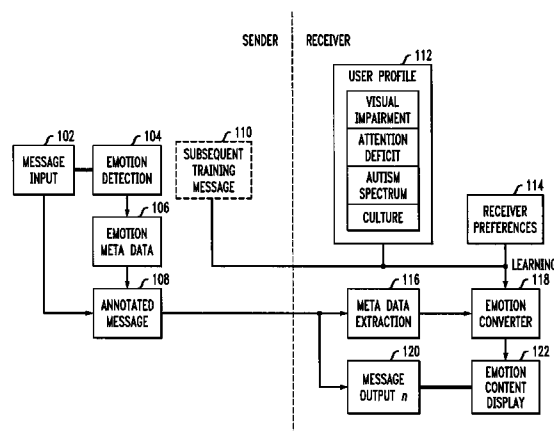 SENDER
RECEIVER
112
USER PROFILE
VISUAL
IMPAIRMENT
ATTENTION
DEFICIT
AUTISM
SPECTRUM
CULTURE
102
MESSAGE
INPUT
104
EMOTION
DETECTION
110
SUBSEQUENT
TRAINING
MESSAGE
106
EMOTION
META DATA
114
RECEIVER
PREFERENCES
LEARNING
108
ANNOTATED
MESSAGE
116
META DATA
EXTRACTION
118
EMOTION
CONVERTER
120
MESSAGE
OUTPUT n
122
EMOTION
CONTENT
DISPLAY